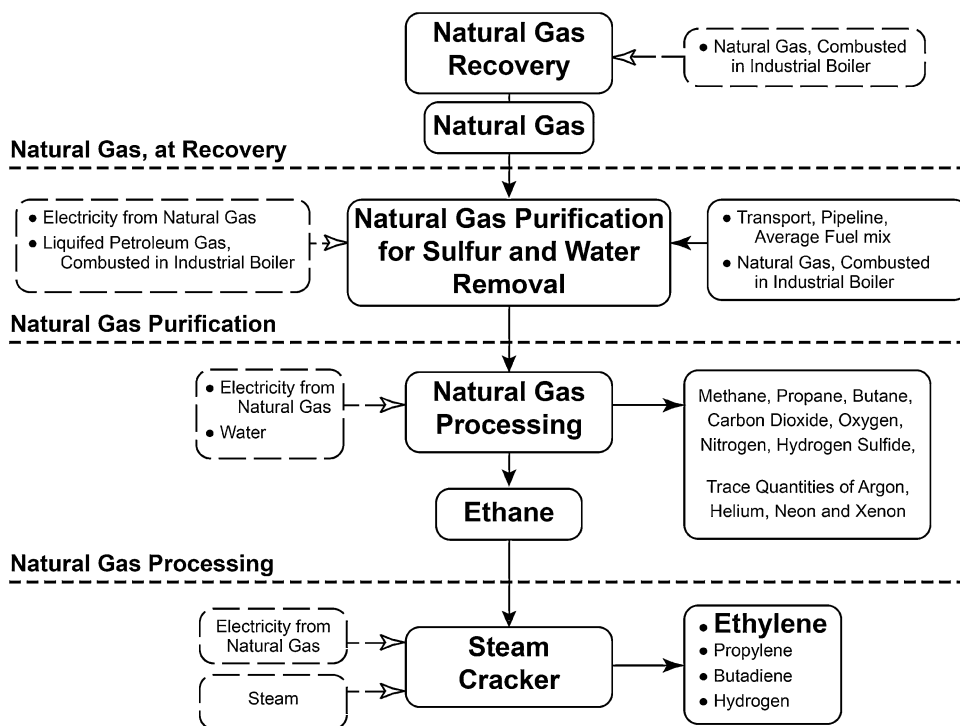 Natural Gas
Recovery
● Natural Gas, Combusted
in Industrial Boiler
Natural Gas
Natural Gas, at Recovery
● Electricity from Natural Gas
● Liquifed Petroleum Gas,
Combusted in Industrial Boiler
Natural Gas Purification
for Sulfur and Water
Removal
● Transport, Pipeline,
Average Fuel mix
● Natural Gas, Combusted
in Industrial Boiler
Natural Gas Purification
● Electricity from
Natural Gas
● Water
Natural Gas
Processing
Methane, Propane, Butane,
Carbon Dioxide, Oxygen,
Nitrogen, Hydrogen Sulfide,
Trace Quantities of Argon,
Helium, Neon and Xenon
Ethane
Natural Gas Processing
Electricity from
Natural Gas
Steam
Steam
Cracker
● Ethylene
● Propylene
● Butadiene
● Hydrogen